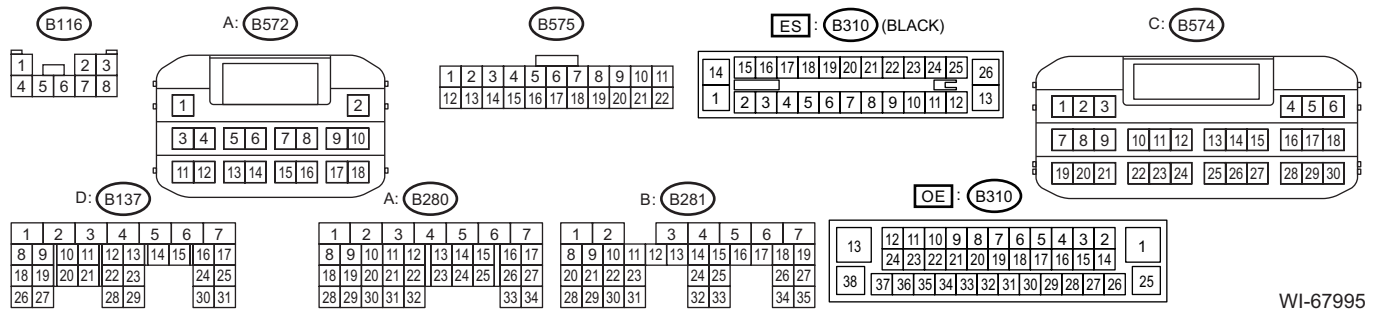 B116
A: B572
B575
ES : B310 (BLACK)
C: B574
1 2 3
4 5 6 7 8
1 2
3 4 5 6 7 8 9 10
11 12 13 14 15 16 17 18
1 2 3 4 5 6 7 8 9 10 11
12 13 14 15 16 17 18 19 20 21 22
14 15 16 17 18 19 20 21 22 23 24 25 26
1 2 3 4 5 6 7 8 9 10 11 12 13
1 2 3 4 5 6
7 8 9 10 11 12 13 14 15 16 17 18
19 20 21 22 23 24 25 26 27 28 29 30
D: B137
A: B280
B: B281
OE : B310
1 2 3 4 5 6 7
8 9 10 11 12 13 14 15 16 17
18 19 20 21 22 23 24 25
26 27 28 29 30 31
1 2 3 4 5 6 7
8 9 10 11 12 13 14 15 16 17
18 19 20 21 22 23 24 25 26 27
28 29 30 31 32 33 34
1 2 3 4 5 6 7
8 9 10 11 12 13 14 15 16 17 18 19
20 21 22 23 24 25 26 27
28 29 30 31 32 33 34 35
13 12 11 10 9 8 7 6 5 4 3 2 1
24 23 22 21 20 19 18 17 16 15 14
38 37 36 35 34 33 32 31 30 29 28 27 26 25
WI-67995